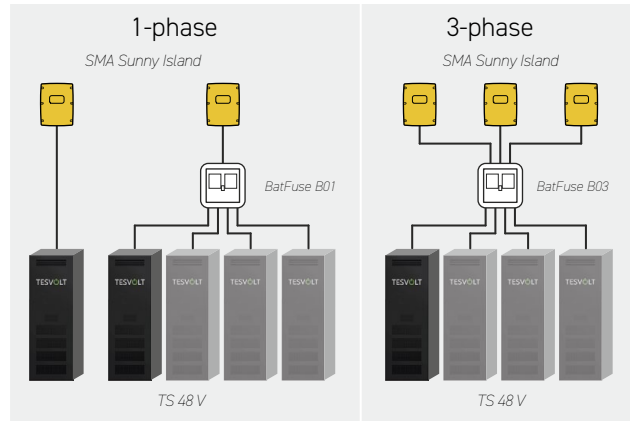 1-phase
SMA Sunny Island
BatFuse B01
TESVOLT
TESVOLT
TESVOLT
TESVOLT
TESVOLT
TS 48 V
3-phase
SMA Sunny Island
BatFuse B03
TESVOLT
TESVOLT
TESVOLT
TESVOLT
TS 48 V